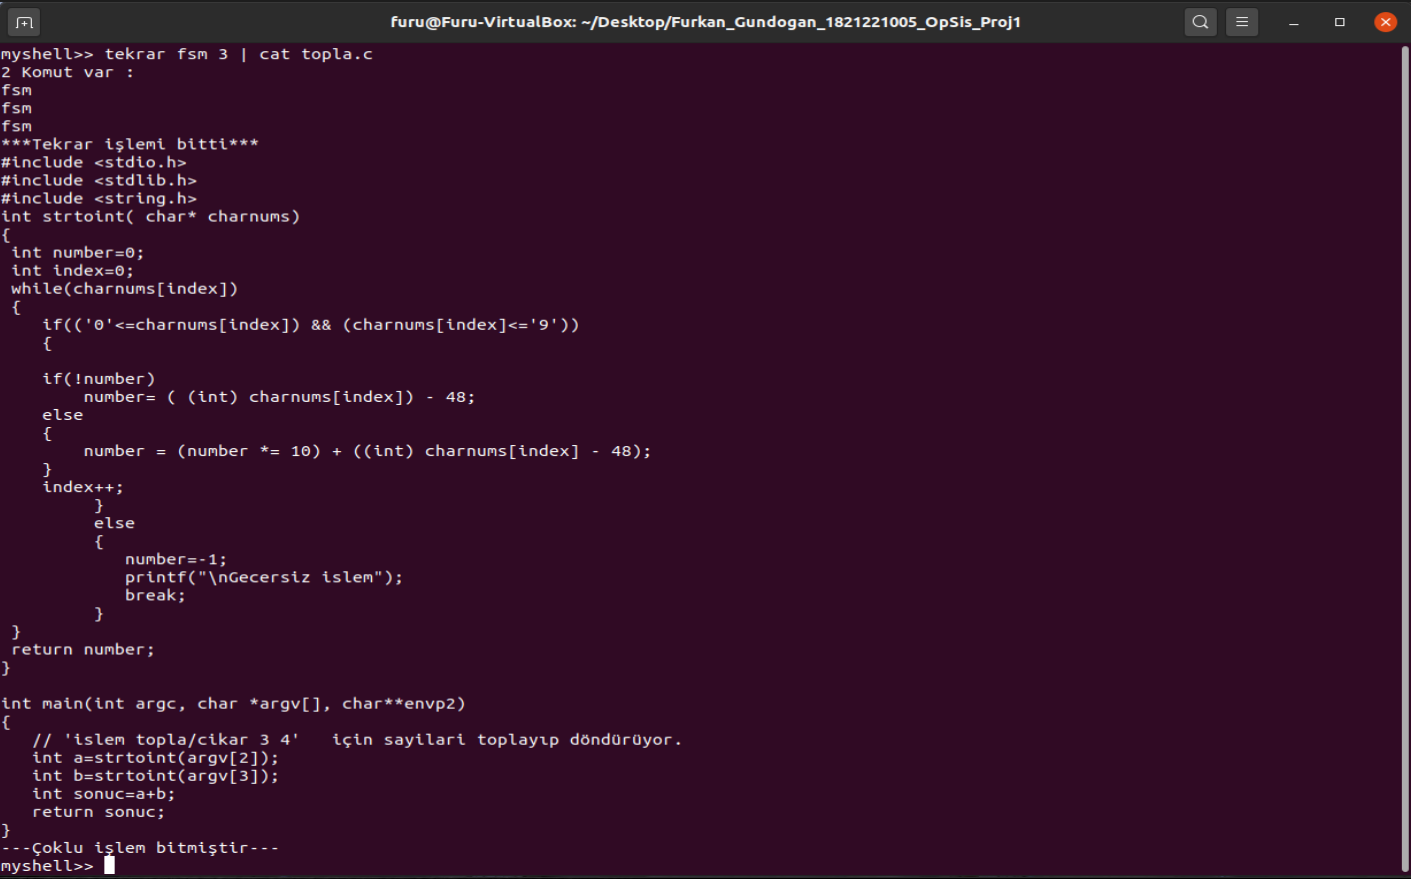 furu@Furu-VirtualBox: ~/Desktop/Furkan_Gundogan_1821221005_OpSis_Proj1
myshell>> tekrar fsm 3 | cat topla.c
2 Komut var :
fsm
fsm
fsm
***Tekrar işlemi bitti***
#include <stdio.h>
#include <stdlib.h>
#include <string.h>
int strtoint( char* charnums)
{
 int number=0;
 int index=0;
 while(charnums[index])
 {
    if(('0'<=charnums[index]) && (charnums[index]<='9'))
    {
    if(!number)
        number= ( (int) charnums[index]) - 48;
    else
    {
        number = (number *= 10) + ((int) charnums[index] - 48);
    }
    index++;
         }
         else
         {
            number=-1;
            printf("\nGecersiz islem");
            break;
         }
 }
 return number;
}
int main(int argc, char *argv[], char**envp2)
{
   // 'islem topla/cikar 3 4'   için sayilari toplayıp döndürüyor.
   int a=strtoint(argv[2]);
   int b=strtoint(argv[3]);
   int sonuc=a+b;
   return sonuc;
}
---Çoklu işlem bitmiştir---
myshell>>